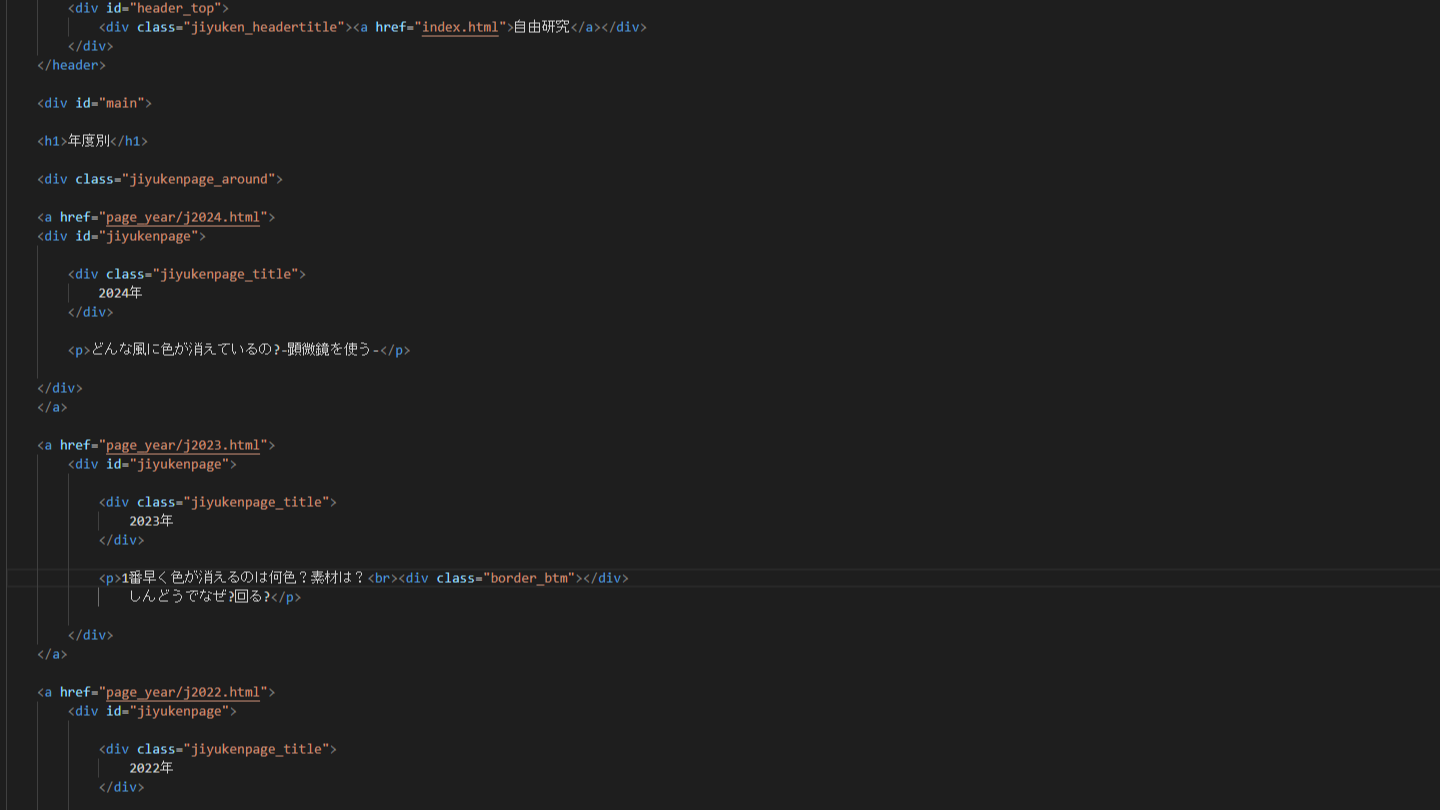 <div id="header_top">
<div class="jiyuken_headertitle"><a href="index.html">自由研究</a></div>
</div>
</header>
<div id="main">
<h1>年度別</h1>
<div class="jiyukenpage_around">
<a href="page_year/j2024.html">
<div id="jiyukenpage">
<div class="jiyukenpage_title">
2024年
</div>
<p>どんな風に色が消えているの?-顕微鏡を使う-</p>
</div>
</a>
<a href="page_year/j2023.html">
<div id="jiyukenpage">
<div class="jiyukenpage_title">
2023年
</div>
<p>1番早く色が消えるのは何色？素材は？<br><div class="border_btm"></div>
しんどうでなぜ?回る?</p>
</div>
</a>
<a href="page_year/j2022.html">
<div id="jiyukenpage">
<div class="jiyukenpage_title">
2022年
</div>